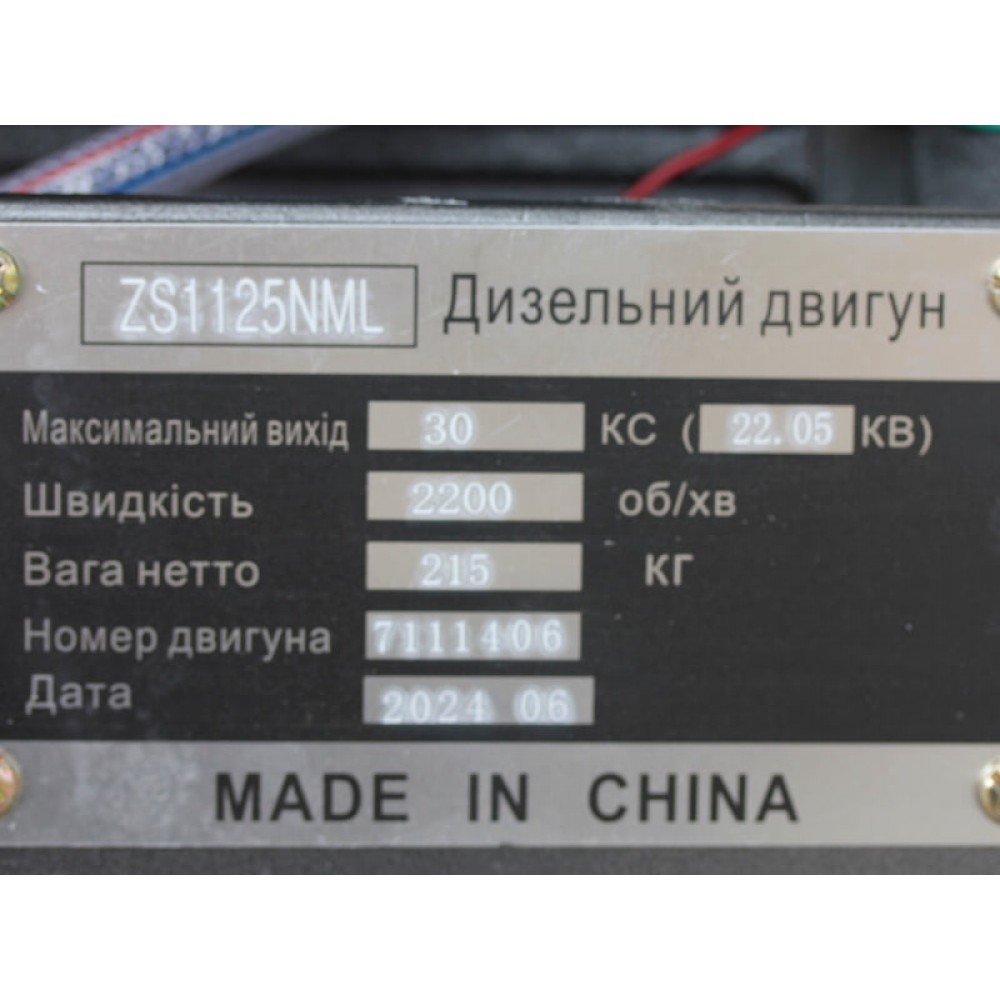 ZS1125NML Дизельний двигун
Максимальний вихід 30 КС ( 22.05 КВ)
Швидкість 2200 об/хв
Вага нетто 215 кг
Номер двигуна 7111406
Дата 2024 06
MADE IN CHINA